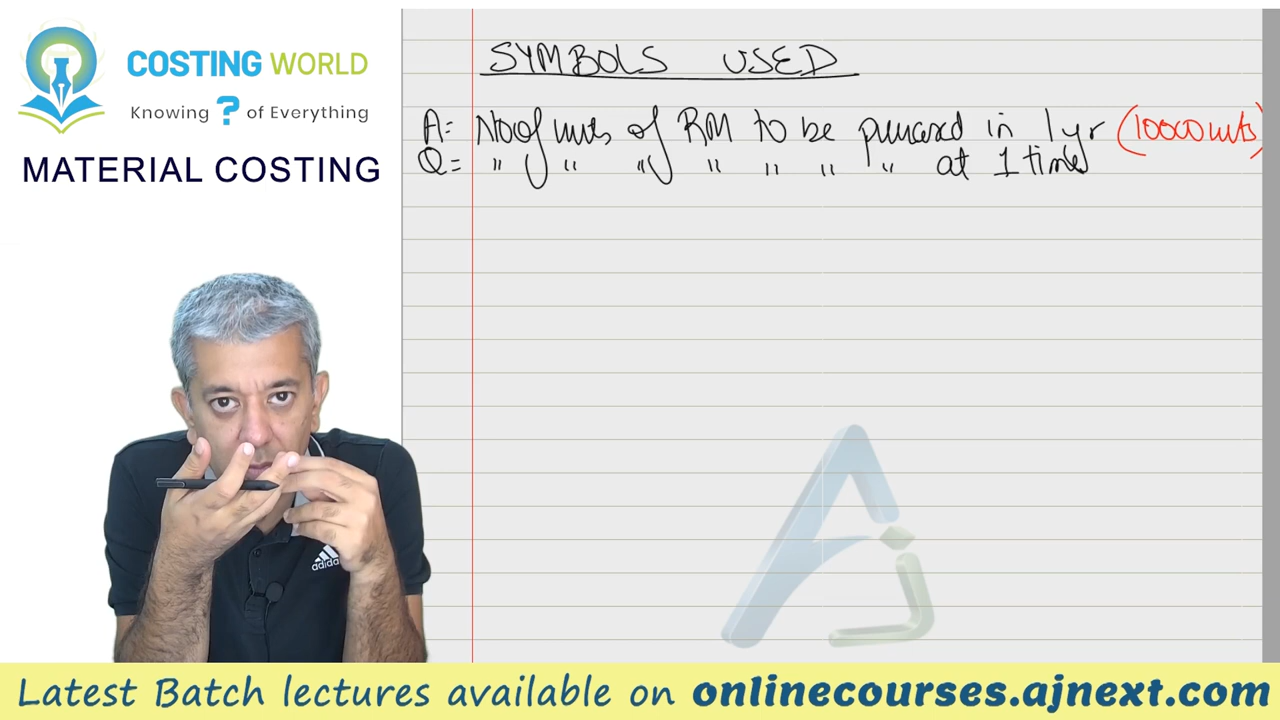 COSTING WORLD
Knowing ? of Everything
MATERIAL COSTING
SYMBOLS USED
A= No of units of RM to be purcased in 1 yr (10000 units)
Q= " " " " " " " at 1 time
adidas
Latest Batch lectures available on onlinecourses.ajnext.com